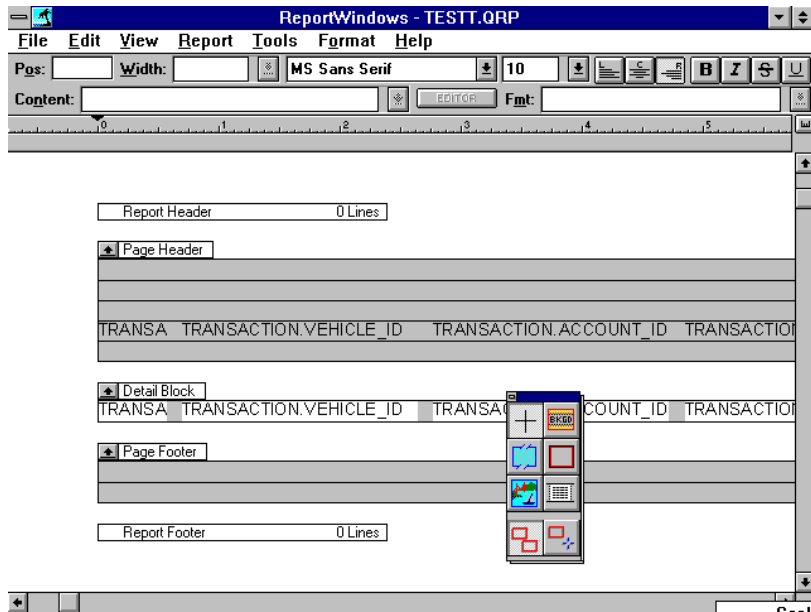 ReportWindows - TESTT.QRP
File Edit View Report Tools Format Help
Pos: Width: MS Sans Serif 10 L C R B I S U
Content: EDITOR Fmt:
0 1 2 3 4 5
Report Header 0 Lines
Page Header
TRANSA TRANSACTION.VEHICLE_ID TRANSACTION.ACCOUNT_ID TRANSACTION
Detail Block
TRANSA TRANSACTION.VEHICLE_ID TRANSA COUNT_ID TRANSACTION
BKGD
Page Footer
Report Footer 0 Lines